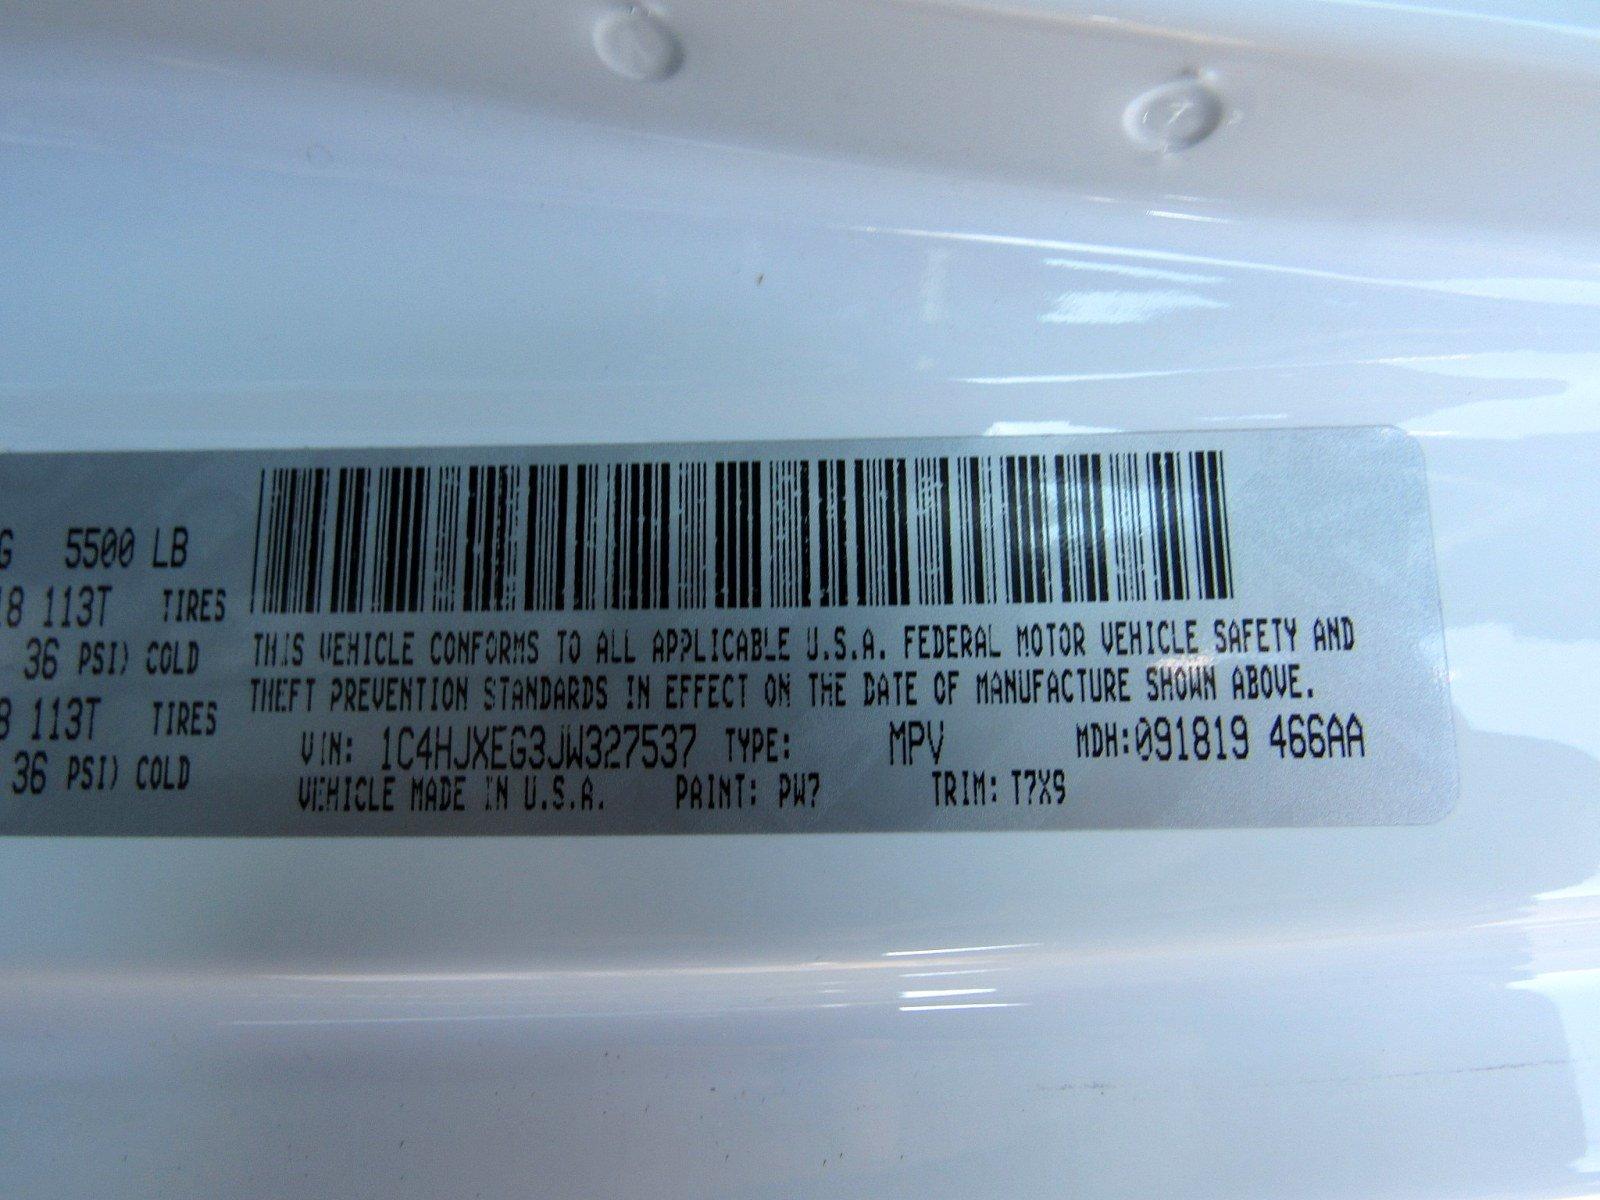 G 5500 LB
18 113T TIRES
36 PSI) COLD
8 113T TIRES
36 PSI) COLD
THIS VEHICLE CONFORMS TO ALL APPLICABLE U.S.A. FEDERAL MOTOR VEHICLE SAFETY AND
THEFT PREVENTION STANDARDS IN EFFECT ON THE DATE OF MANUFACTURE SHOWN ABOVE.
VIN: 1C4HJXEG3JW327537 TYPE: MPV MDH:091819 466AA
VEHICLE MADE IN U.S.A. PAINT: PW7 TRIM: T7X9